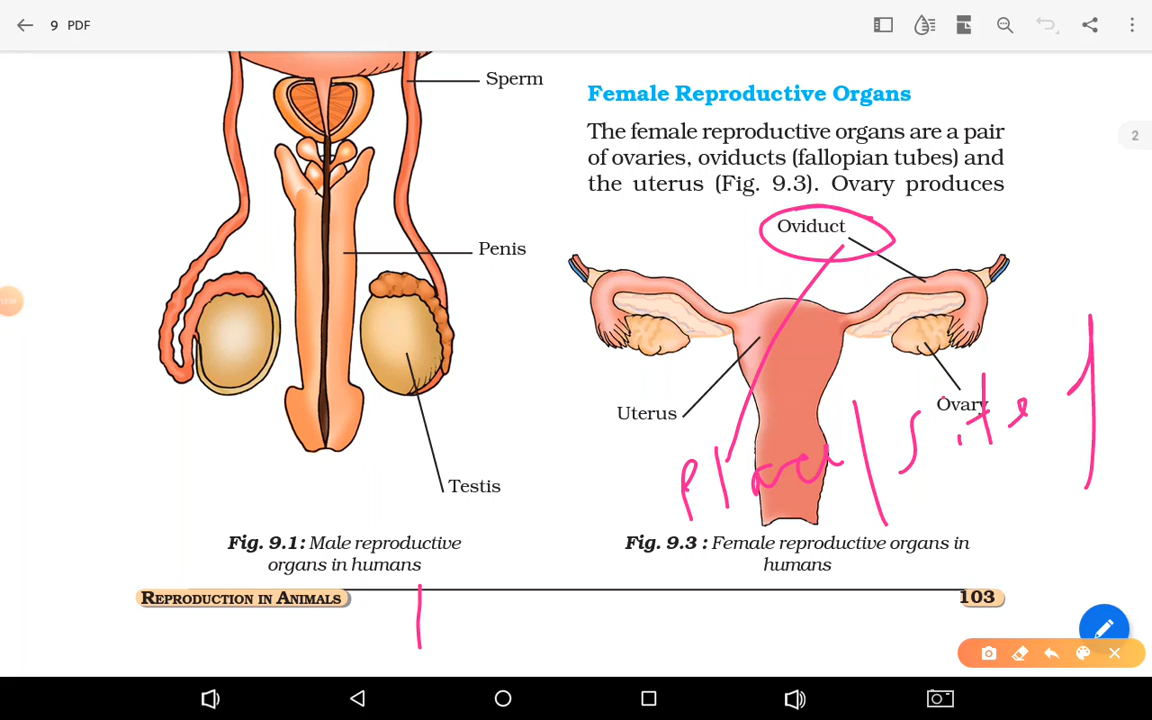 9 PDF
2
Sperm
Penis
Testis
Fig. 9.1: Male reproductive
organs in humans
Female Reproductive Organs
The female reproductive organs are a pair
of ovaries, oviducts (fallopian tubes) and
the uterus (Fig. 9.3). Ovary produces
Oviduct
Uterus
Ovary
Place / site
Fig. 9.3 : Female reproductive organs in
humans
REPRODUCTION IN ANIMALS
103